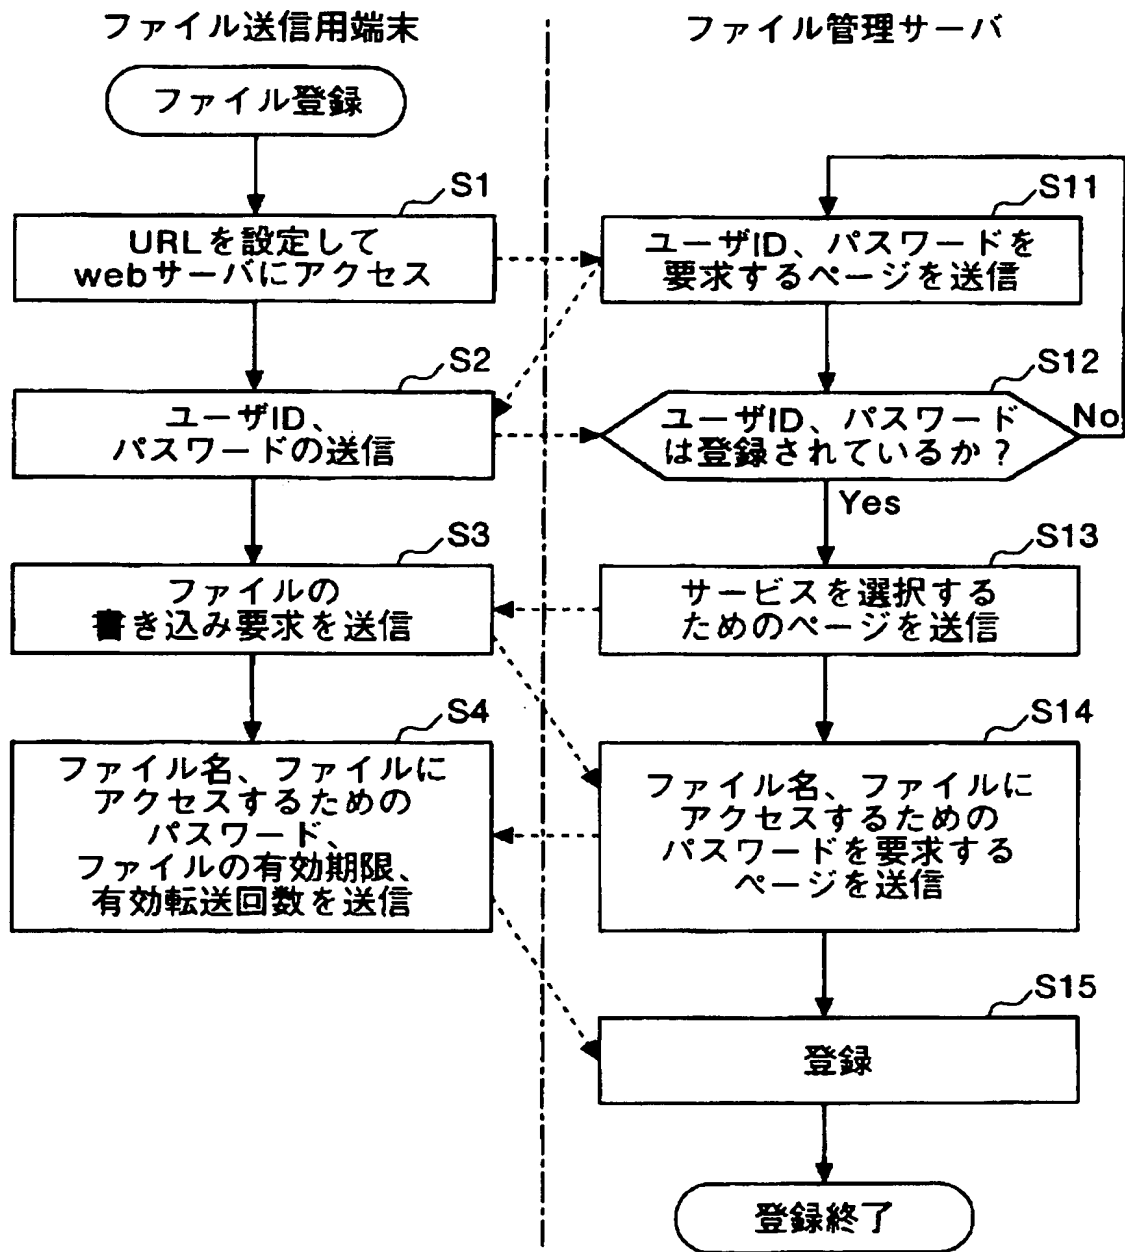 ファイル送信用端末
ファイル登録
S1
URLを設定して
webサーバにアクセス
S2
ユーザID、
パスワードの送信
S3
ファイルの
書き込み要求を送信
S4
ファイル名、ファイルに
アクセスするための
パスワード、
ファイルの有効期限、
有効転送回数を送信
ファイル管理サーバ
S11
ユーザID、パスワードを
要求するページを送信
S12
ユーザID、パスワード
は登録されているか?
No
Yes
S13
サービスを選択する
ためのページを送信
S14
ファイル名、ファイルに
アクセスするための
パスワードを要求する
ページを送信
S15
登録
登録終了